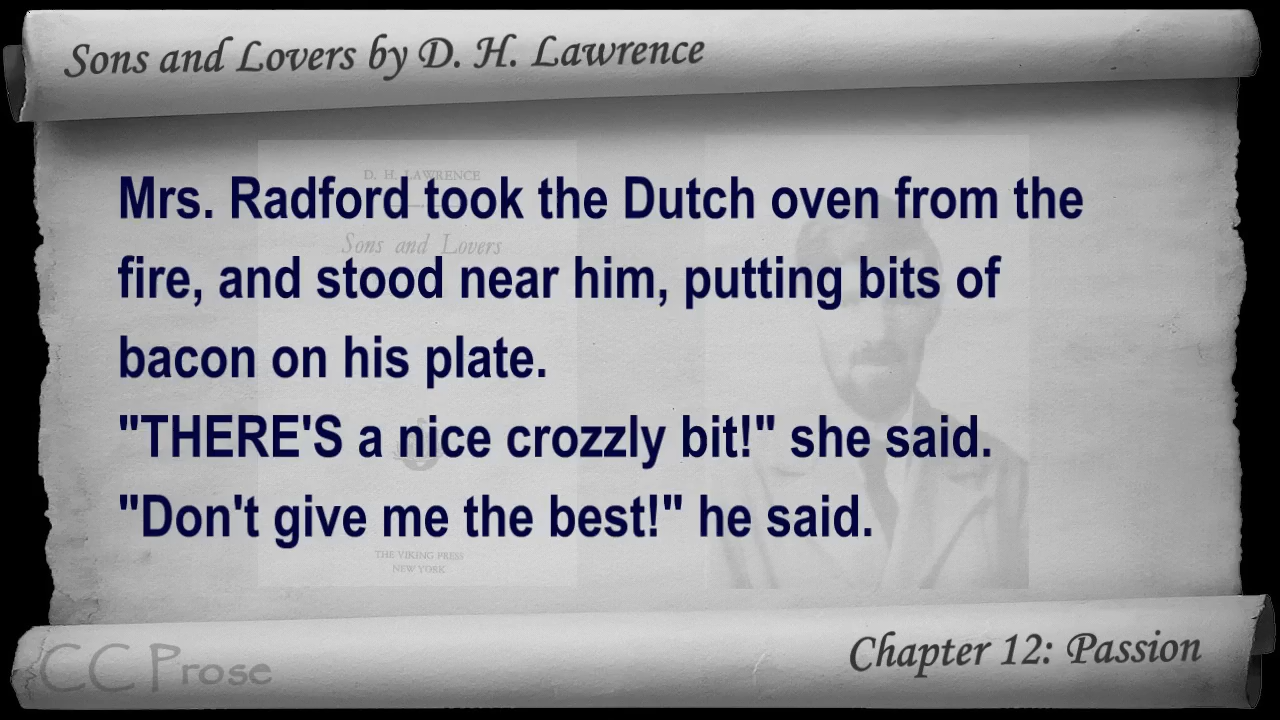 Sons and Lovers by D. H. Lawrence
D. H. LAWRENCE
Sons and Lovers
Mrs. Radford took the Dutch oven from the
fire, and stood near him, putting bits of
bacon on his plate.
"THERE'S a nice crozzly bit!" she said.
"Don't give me the best!" he said.
THE VIKING PRESS
NEW YORK
CC Prose
Chapter 12: Passion